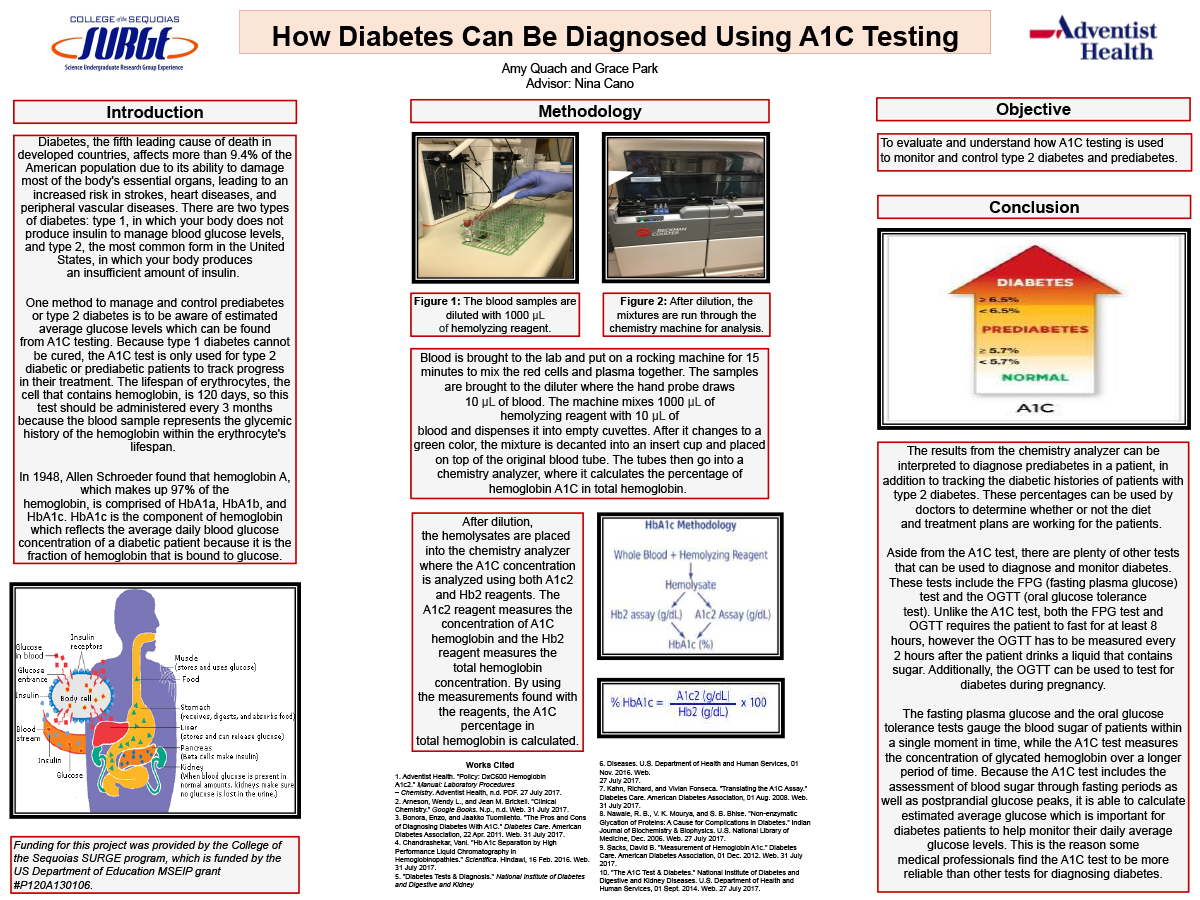 COLLEGE of the SEQUOIAS
SURGE
Science Undergraduate Research Group Experience
How Diabetes Can Be Diagnosed Using A1C Testing
Adventist
Health
Amy Quach and Grace Park
Advisor: Nina Cano
Introduction
Diabetes, the fifth leading cause of death in
developed countries, affects more than 9.4% of the
American population due to its ability to damage
most of the body's essential organs, leading to an
increased risk in strokes, heart diseases, and
peripheral vascular diseases. There are two types
of diabetes: type 1, in which your body does not
produce insulin to manage blood glucose levels,
and type 2, the most common form in the United
States, in which your body produces
an insufficient amount of insulin.
One method to manage and control prediabetes
or type 2 diabetes is to be aware of estimated
average glucose levels which can be found
from A1C testing. Because type 1 diabetes cannot
be cured, the A1C test is only used for type 2
diabetic or prediabetic patients to track progress
in their treatment. The lifespan of erythrocytes, the
cell that contains hemoglobin, is 120 days, so this
test should be administered every 3 months
because the blood sample represents the glycemic
history of the hemoglobin within the erythrocyte's
lifespan.
In 1948, Allen Schroeder found that hemoglobin A,
which makes up 97% of the
hemoglobin, is comprised of HbA1a, HbA1b, and
HbA1c. HbA1c is the component of hemoglobin
which reflects the average daily blood glucose
concentration of a diabetic patient because it is the
fraction of hemoglobin that is bound to glucose.
Insulin
receptors
Glucose
in blood
Glucose
entrance
Insulin
Body cell
Blood
stream
Insulin
Glucose
Muscle
(stores and uses glucose)
Food
Stomach
(receives, digests, and absorbs food)
Liver
(stores and can release glucose)
Pancreas
(Beta cells make insulin)
Kidney
(When blood glucose is present in
normal amounts, kidneys make sure
no glucose is lost in the urine.)
Funding for this project was provided by the College of
the Sequoias SURGE program, which is funded by the
US Department of Education MSEIP grant
#P120A130106.
Methodology
BECKMAN
COULTER
Figure 1: The blood samples are
diluted with 1000 µL
of hemolyzing reagent.
Figure 2: After dilution, the
mixtures are run through the
chemistry machine for analysis.
Blood is brought to the lab and put on a rocking machine for 15
minutes to mix the red cells and plasma together. The samples
are brought to the diluter where the hand probe draws
10 µL of blood. The machine mixes 1000 µL of
hemolyzing reagent with 10 µL of
blood and dispenses it into empty cuvettes. After it changes to a
green color, the mixture is decanted into an insert cup and placed
on top of the original blood tube. The tubes then go into a
chemistry analyzer, where it calculates the percentage of
hemoglobin A1C in total hemoglobin.
After dilution,
the hemolysates are placed
into the chemistry analyzer
where the A1C concentration
is analyzed using both A1c2
and Hb2 reagents. The
A1c2 reagent measures the
concentration of A1C
hemoglobin and the Hb2
reagent measures the
total hemoglobin
concentration. By using
the measurements found with
the reagents, the A1C
percentage in
total hemoglobin is calculated.
HbA1c Methodology
Whole Blood + Hemolyzing Reagent
Hemolysate
Hb2 assay (g/dL) A1c2 Assay (g/dL)
HbA1c (%)
% HbA1c = A1c2 (g/dL) x 100
Hb2 (g/dL)
Works Cited
1. Adventist Health. "Policy: DxC600 Hemoglobin
A1c2." Manual: Laboratory Procedures
– Chemistry. Adventist Health, n.d. PDF. 27 July 2017.
2. Arneson, Wendy L., and Jean M. Brickell. "Clinical
Chemistry." Google Books. N.p., n.d. Web. 31 July 2017.
3. Bonora, Enzo, and Jaakko Tuomilehto. "The Pros and Cons
of Diagnosing Diabetes With A1C." Diabetes Care. American
Diabetes Association, 22 Apr. 2011. Web. 31 July 2017.
4. Chandrashekar, Vani. "Hb A1c Separation by High
Performance Liquid Chromatography in
Hemoglobinopathies." Scientifica. Hindawi, 16 Feb. 2016. Web.
31 July 2017.
5. "Diabetes Tests & Diagnosis." National Institute of Diabetes
and Digestive and Kidney
6. Diseases. U.S. Department of Health and Human Services, 01
Nov. 2016. Web.
27 July 2017.
7. Kahn, Richard, and Vivian Fonseca. "Translating the A1C Assay."
Diabetes Care. American Diabetes Association, 01 Aug. 2008. Web.
31 July 2017.
8. Nawale, R. B., V. K. Mourya, and S. B. Bhise. "Non-enzymatic
Glycation of Proteins: A Cause for Complications in Diabetes." Indian
Journal of Biochemistry & Biophysics. U.S. National Library of
Medicine, Dec. 2006. Web. 27 July 2017.
9. Sacks, David B. "Measurement of Hemoglobin A1c." Diabetes
Care. American Diabetes Association, 01 Dec. 2012. Web. 31 July
2017.
10. "The A1C Test & Diabetes." National Institute of Diabetes and
Digestive and Kidney Diseases. U.S. Department of Health and
Human Services, 01 Sept. 2014. Web. 27 July 2017.
Objective
To evaluate and understand how A1C testing is used
to monitor and control type 2 diabetes and prediabetes.
Conclusion
DIABETES
≥ 6.5%
< 6.5%
PREDIABETES
≥ 5.7%
< 5.7%
NORMAL
A1C
The results from the chemistry analyzer can be
interpreted to diagnose prediabetes in a patient, in
addition to tracking the diabetic histories of patients with
type 2 diabetes. These percentages can be used by
doctors to determine whether or not the diet
and treatment plans are working for the patients.
Aside from the A1C test, there are plenty of other tests
that can be used to diagnose and monitor diabetes.
These tests include the FPG (fasting plasma glucose)
test and the OGTT (oral glucose tolerance
test). Unlike the A1C test, both the FPG test and
OGTT requires the patient to fast for at least 8
hours, however the OGTT has to be measured every
2 hours after the patient drinks a liquid that contains
sugar. Additionally, the OGTT can be used to test for
diabetes during pregnancy.
The fasting plasma glucose and the oral glucose
tolerance tests gauge the blood sugar of patients within
a single moment in time, while the A1C test measures
the concentration of glycated hemoglobin over a longer
period of time. Because the A1C test includes the
assessment of blood sugar through fasting periods as
well as postprandial glucose peaks, it is able to calculate
estimated average glucose which is important for
diabetes patients to help monitor their daily average
glucose levels. This is the reason some
medical professionals find the A1C test to be more
reliable than other tests for diagnosing diabetes.